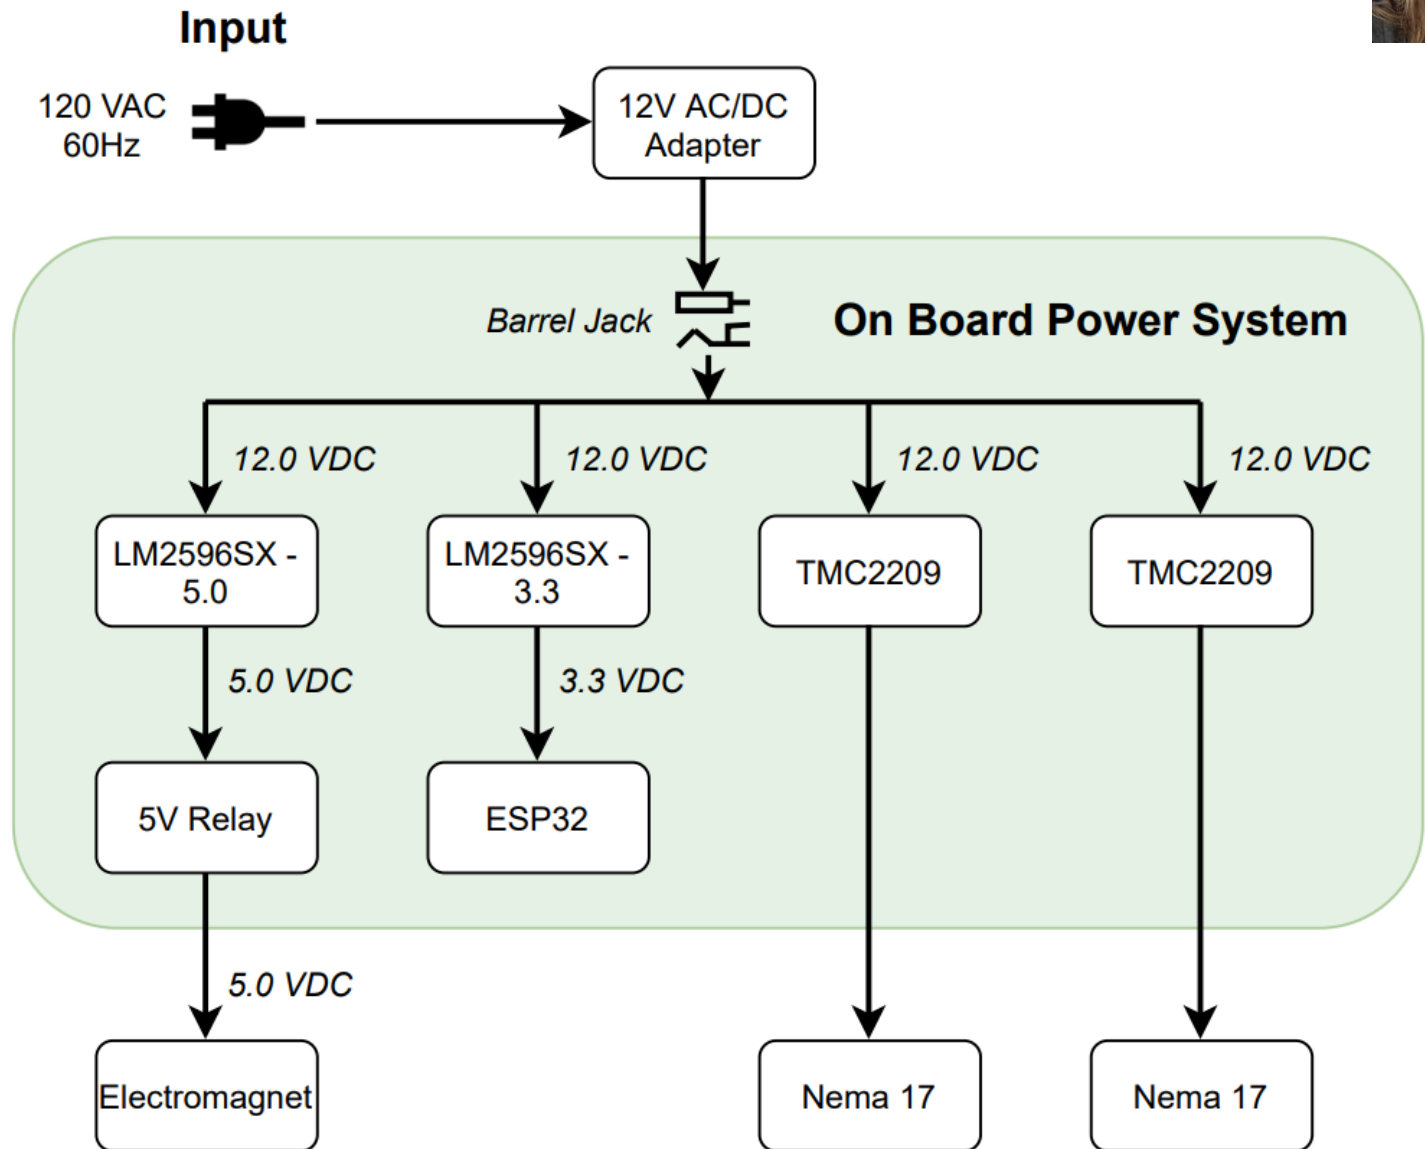 Input
120 VAC
60Hz
12V AC/DC
Adapter
Barrel Jack
On Board Power System
12.0 VDC
12.0 VDC
12.0 VDC
12.0 VDC
LM2596SX -
5.0
LM2596SX -
3.3
TMC2209
TMC2209
5.0 VDC
3.3 VDC
5V Relay
ESP32
5.0 VDC
Electromagnet
Nema 17
Nema 17